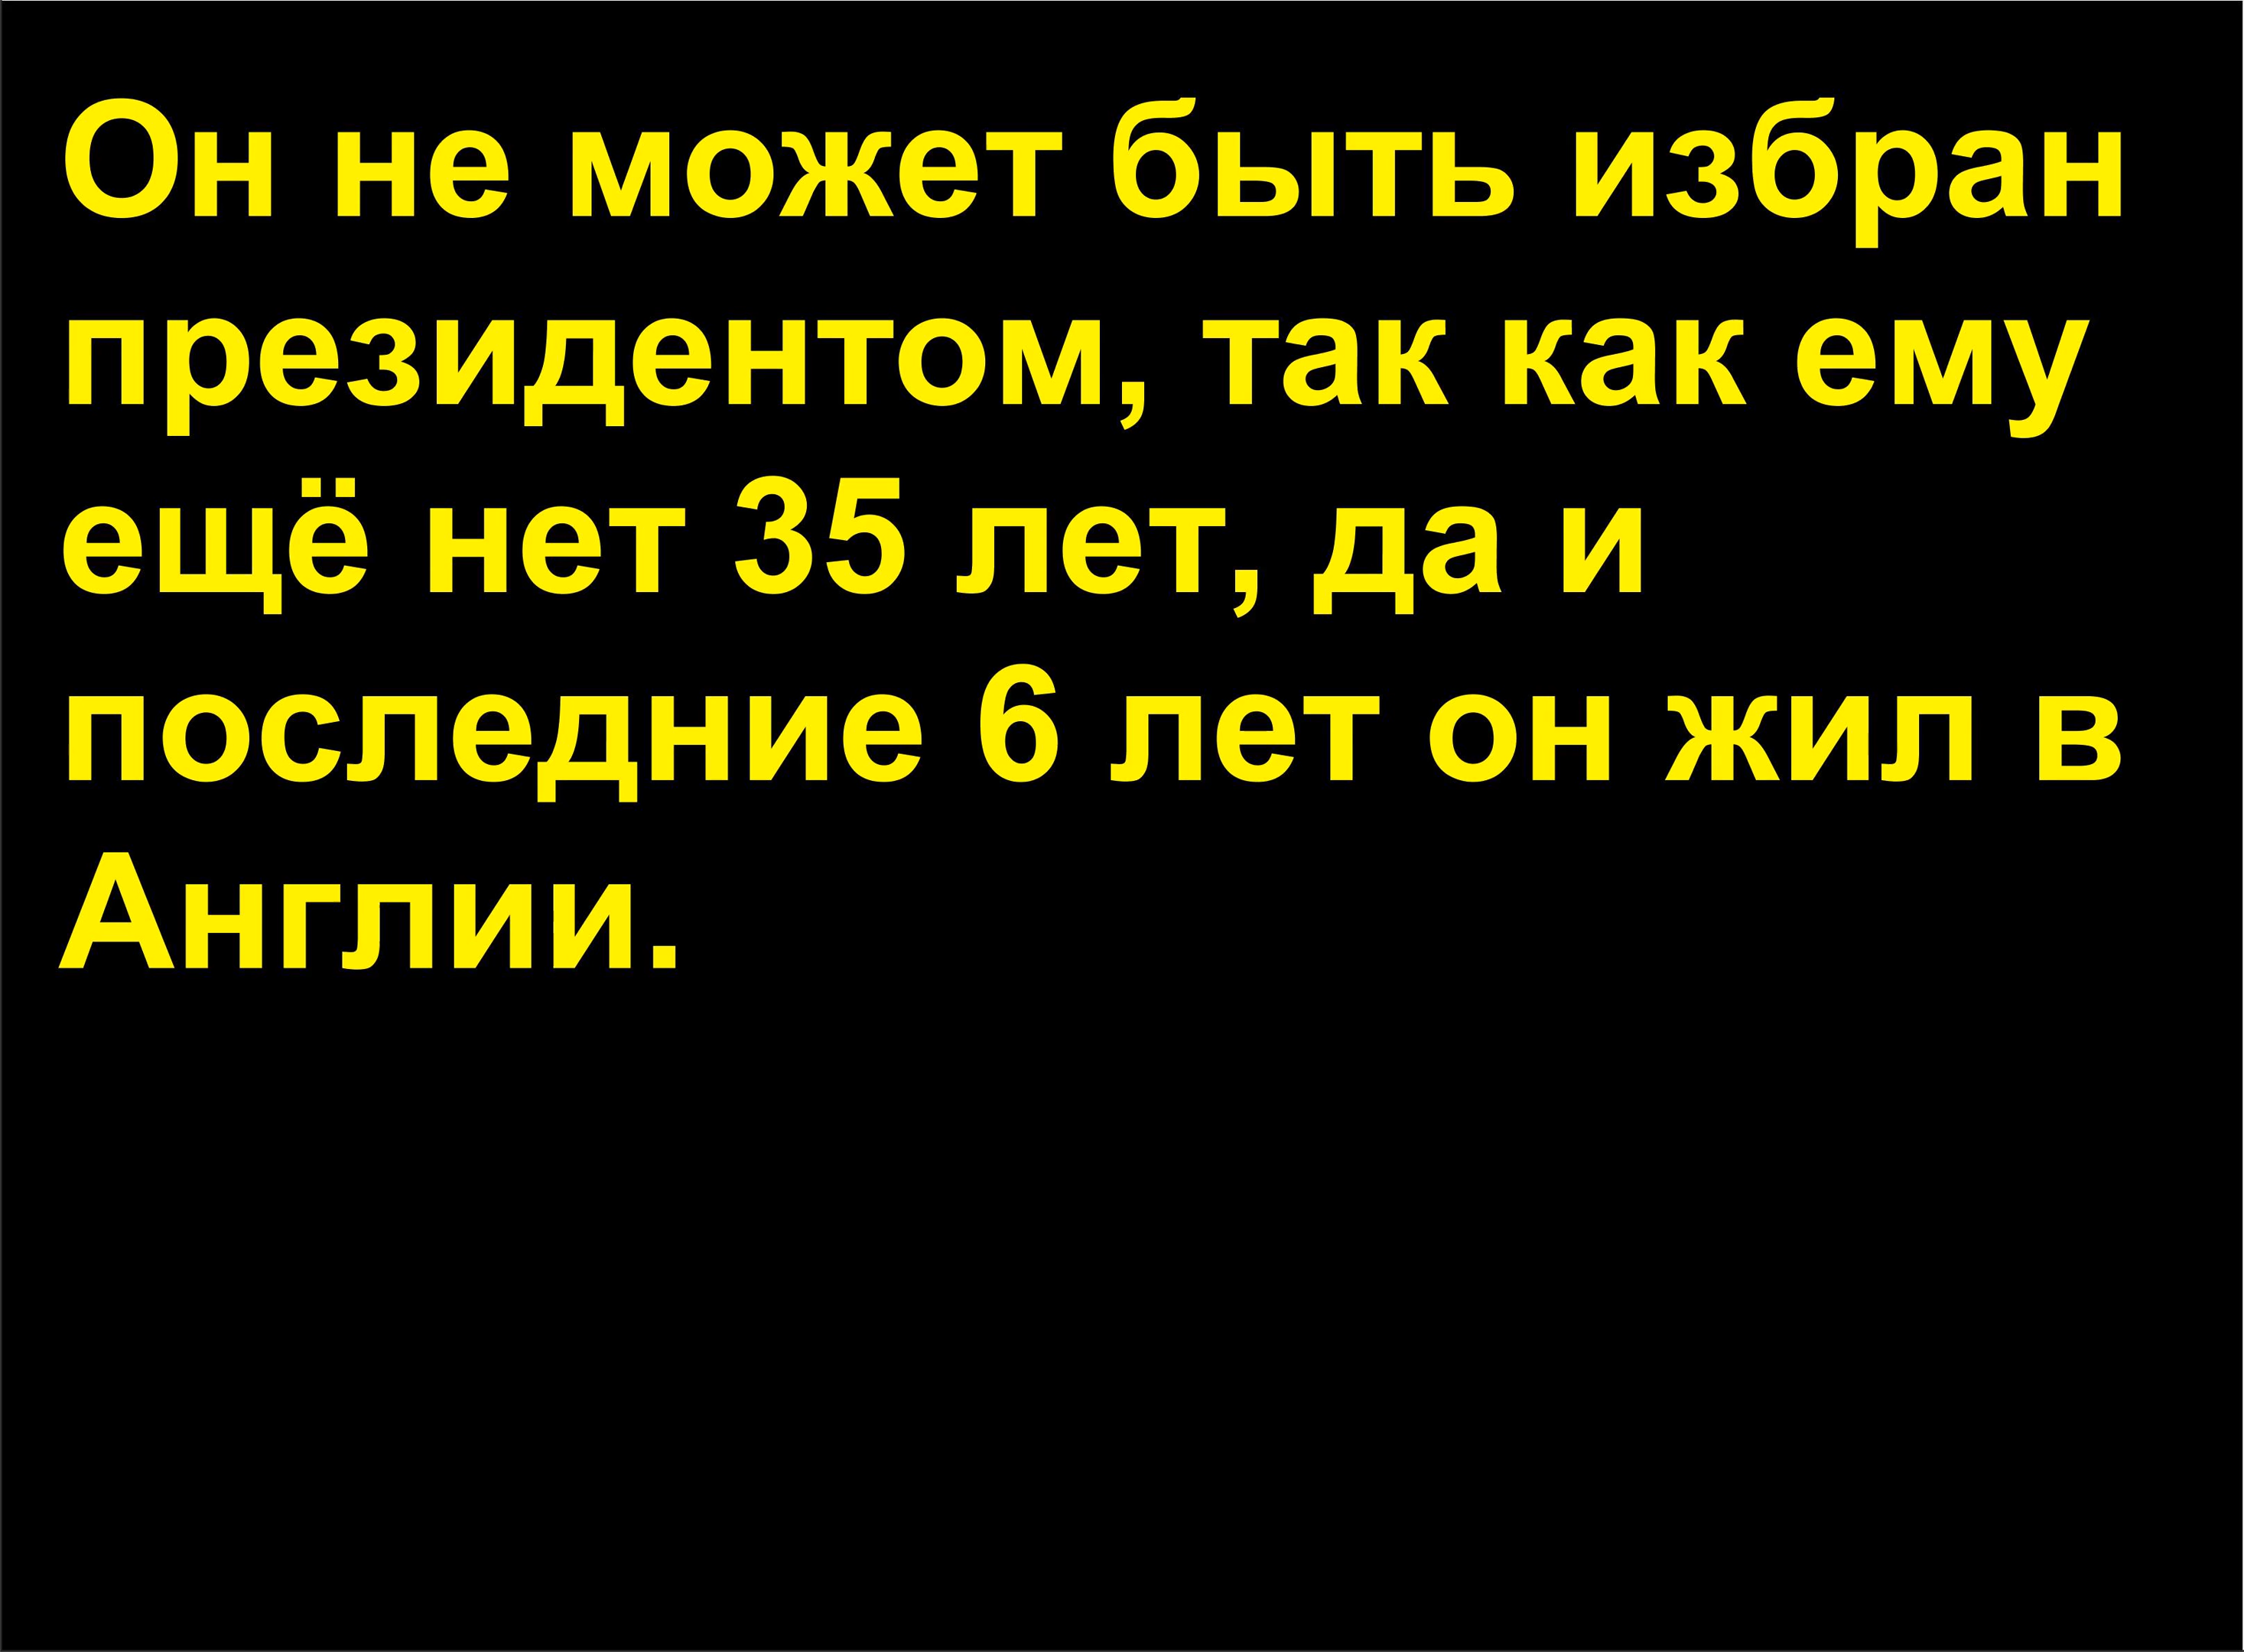 Он не может быть избран
президентом, так как ему
ещё нет 35 лет, да и
последние 6 лет он жил в
Англии.